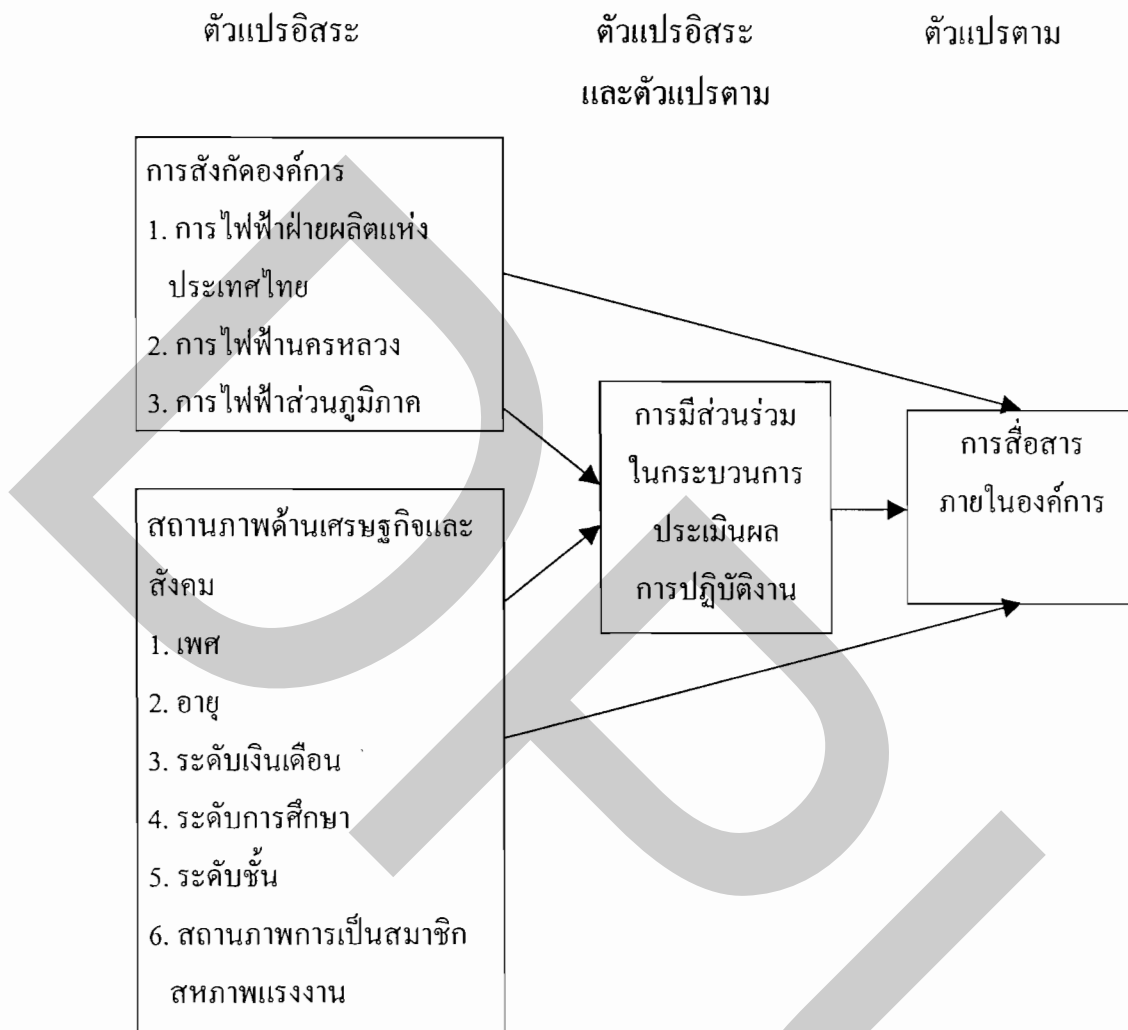 ตัวแปรอิสระ
ตัวแปรอิสระ
และตัวแปรตาม
ตัวแปรตาม
การสังกัดองค์การ
1. การไฟฟ้าฝ่ายผลิตแห่ง
ประเทศไทย
2. การไฟฟ้านครหลวง
3. การไฟฟ้าส่วนภูมิภาค
สถานภาพด้านเศรษฐกิจและ
สังคม
1. เพศ
2. อายุ
3. ระดับเงินเดือน
4. ระดับการศึกษา
5. ระดับชั้น
6. สถานภาพการเป็นสมาชิก
สหภาพแรงงาน
การมีส่วนร่วม
ในกระบวนการ
ประเมินผล
การปฏิบัติงาน
การสื่อสาร
ภายในองค์การ